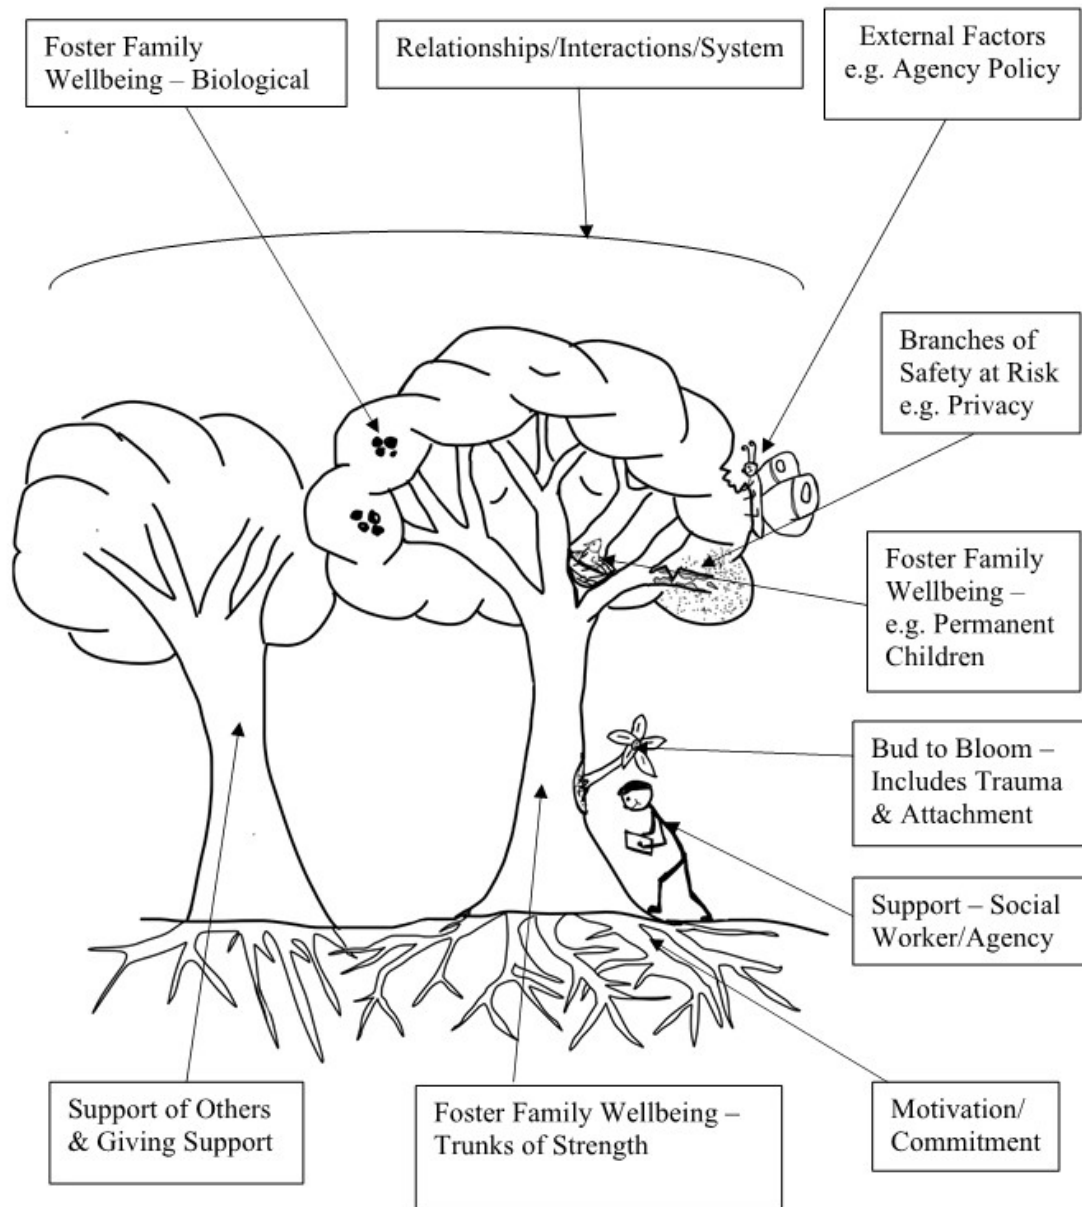 Foster Family
Wellbeing – Biological
Relationships/Interactions/System
External Factors
e.g. Agency Policy
Branches of
Safety at Risk
e.g. Privacy
Foster Family
Wellbeing –
e.g. Permanent
Children
Bud to Bloom –
Includes Trauma
& Attachment
Support – Social
Worker/Agency
Support of Others
& Giving Support
Foster Family Wellbeing –
Trunks of Strength
Motivation/
Commitment